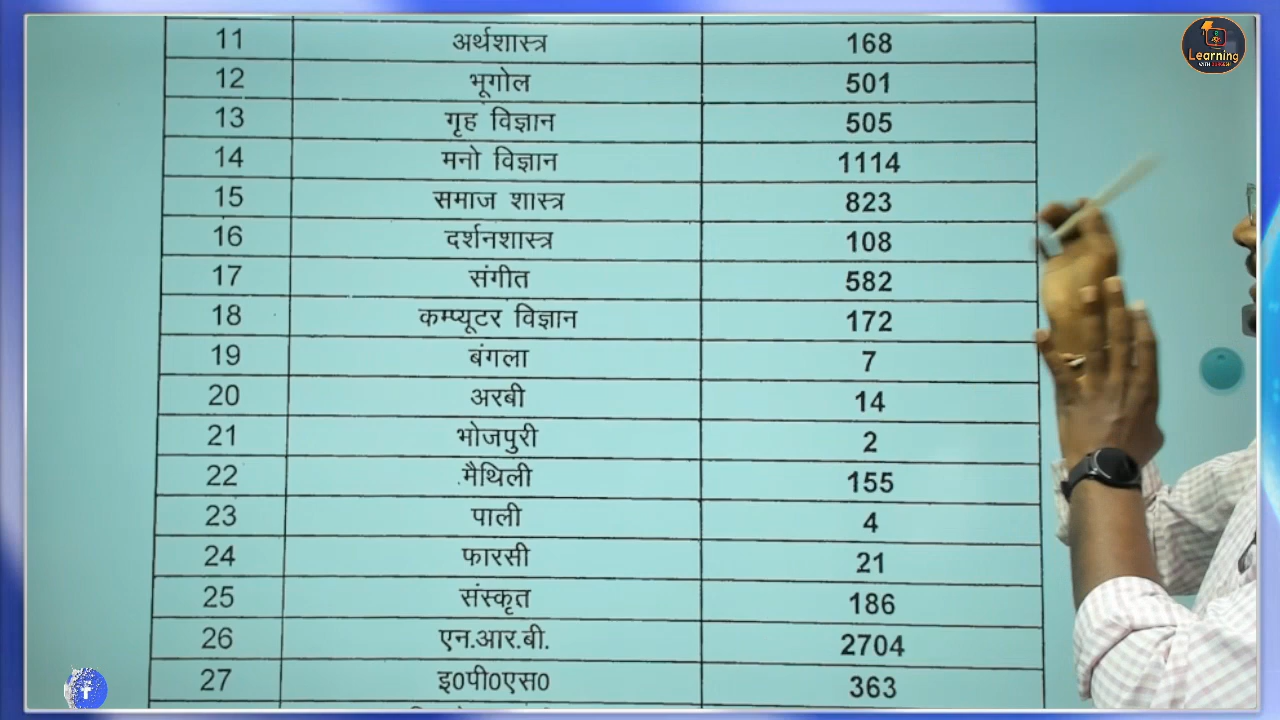 11 अर्थशास्त्र 168
12 भूगोल 501
13 गृह विज्ञान 505
14 मनो विज्ञान 1114
15 समाज शास्त्र 823
16 दर्शनशास्त्र 108
17 संगीत 582
18 कम्प्यूटर विज्ञान 172
19 बंगला 7
20 अरबी 14
21 भोजपुरी 2
22 मैथिली 155
23 पाली 4
24 फारसी 21
25 संस्कृत 186
26 एन.आर.बी. 2704
27 इ0पी0एस0 363
Learning